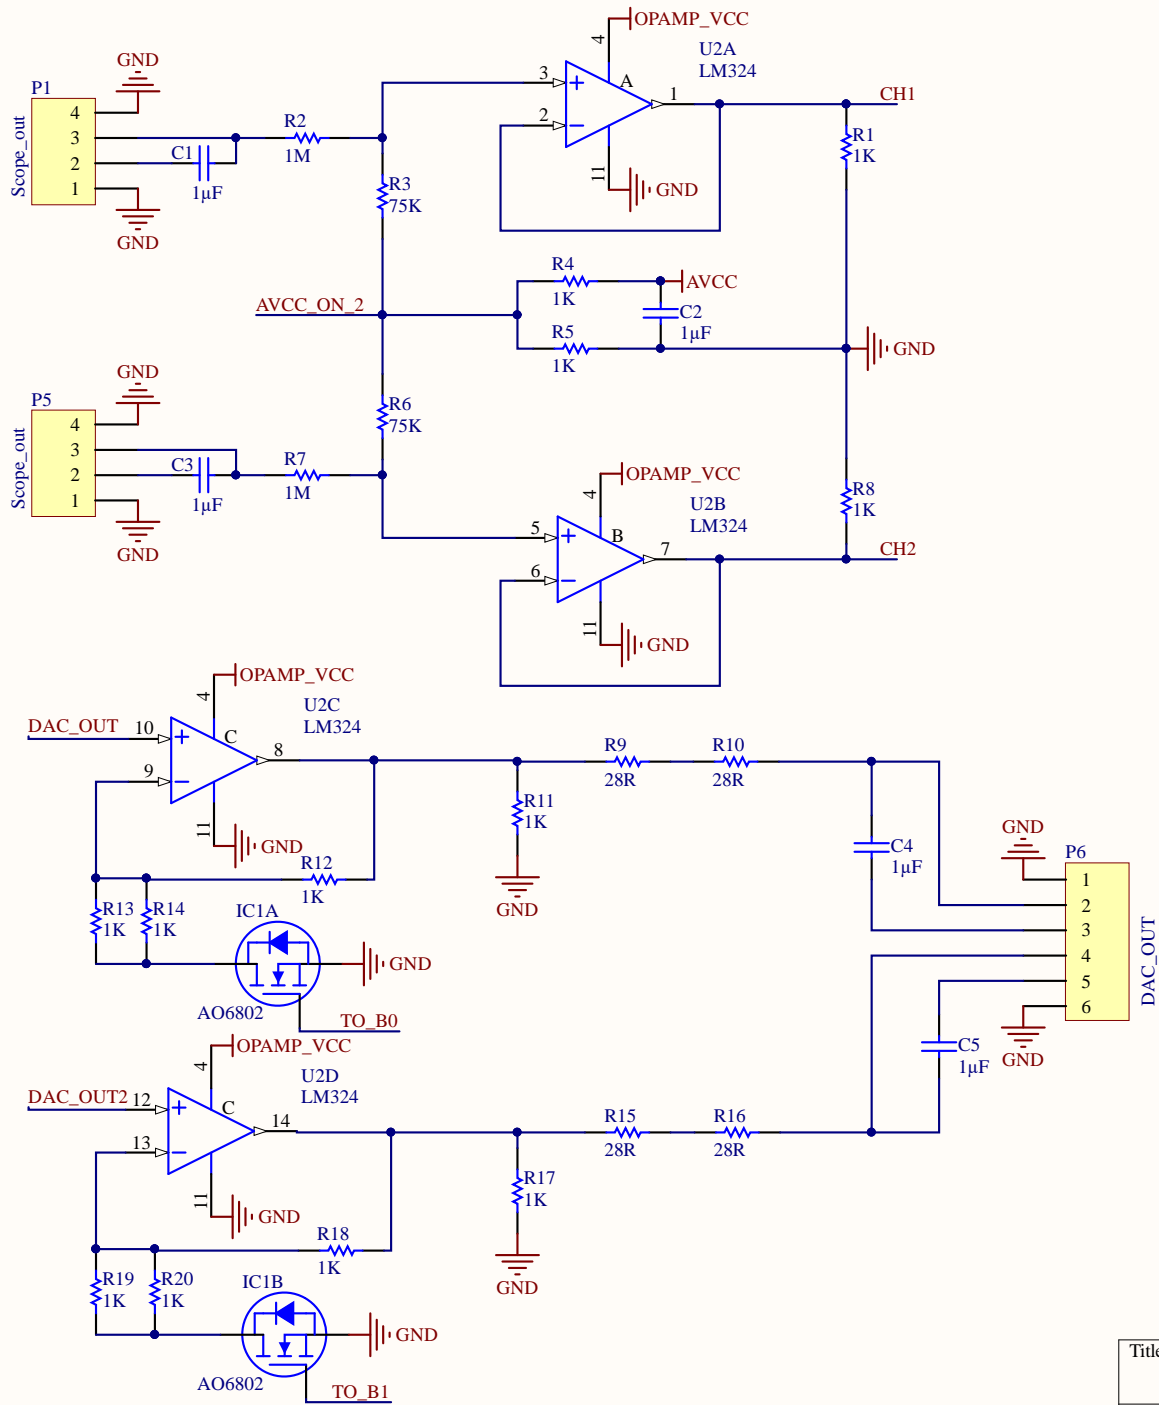 OPAMP_VCC
4
U2A
LM324
GND
P1
Scope_out
4
3
2
1
R2
1M
C1
1µF
GND
3
2
A
1
CH1
R1
1K
11
GND
R3
75K
R4
1K
AVCC
C2
1µF
AVCC_ON_2
R5
1K
GND
GND
P5
Scope_out
4
3
2
1
R6
75K
C3
1µF
R7
1M
GND
OPAMP_VCC
4
U2B
LM324
5
6
B
7
CH2
R8
1K
11
GND
OPAMP_VCC
4
U2C
LM324
DAC_OUT
10
9
C
8
11
GND
R9
28R
R10
28R
R11
1K
GND
R12
1K
R13
1K
R14
1K
IC1A
AO6802
GND
TO_B0
C4
1µF
GND
P6
1
2
3
4
5
6
DAC_OUT
GND
C5
1µF
OPAMP_VCC
4
U2D
LM324
DAC_OUT2
12
13
C
14
11
GND
R15
28R
R16
28R
R17
1K
GND
R18
1K
R19
1K
R20
1K
IC1B
AO6802
GND
TO_B1
Title